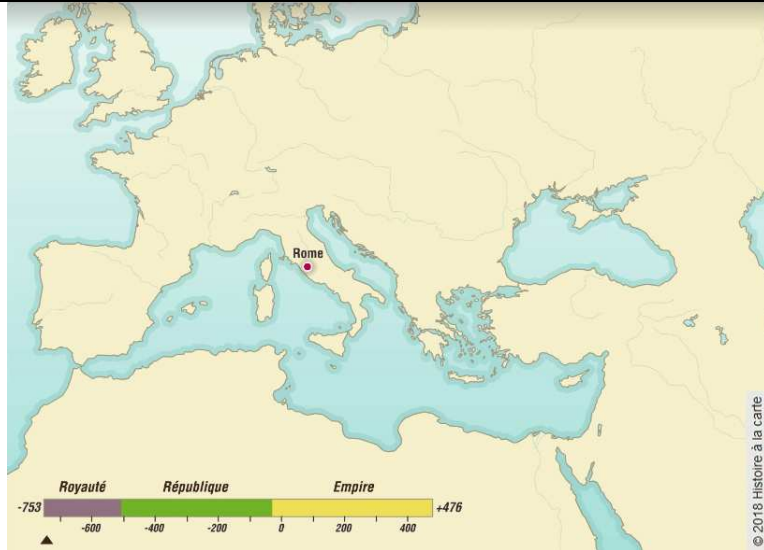 Rome
Royauté République Empire
-753 +476
-600 -400 -200 0 200 400
© 2018 Histoire à la carte